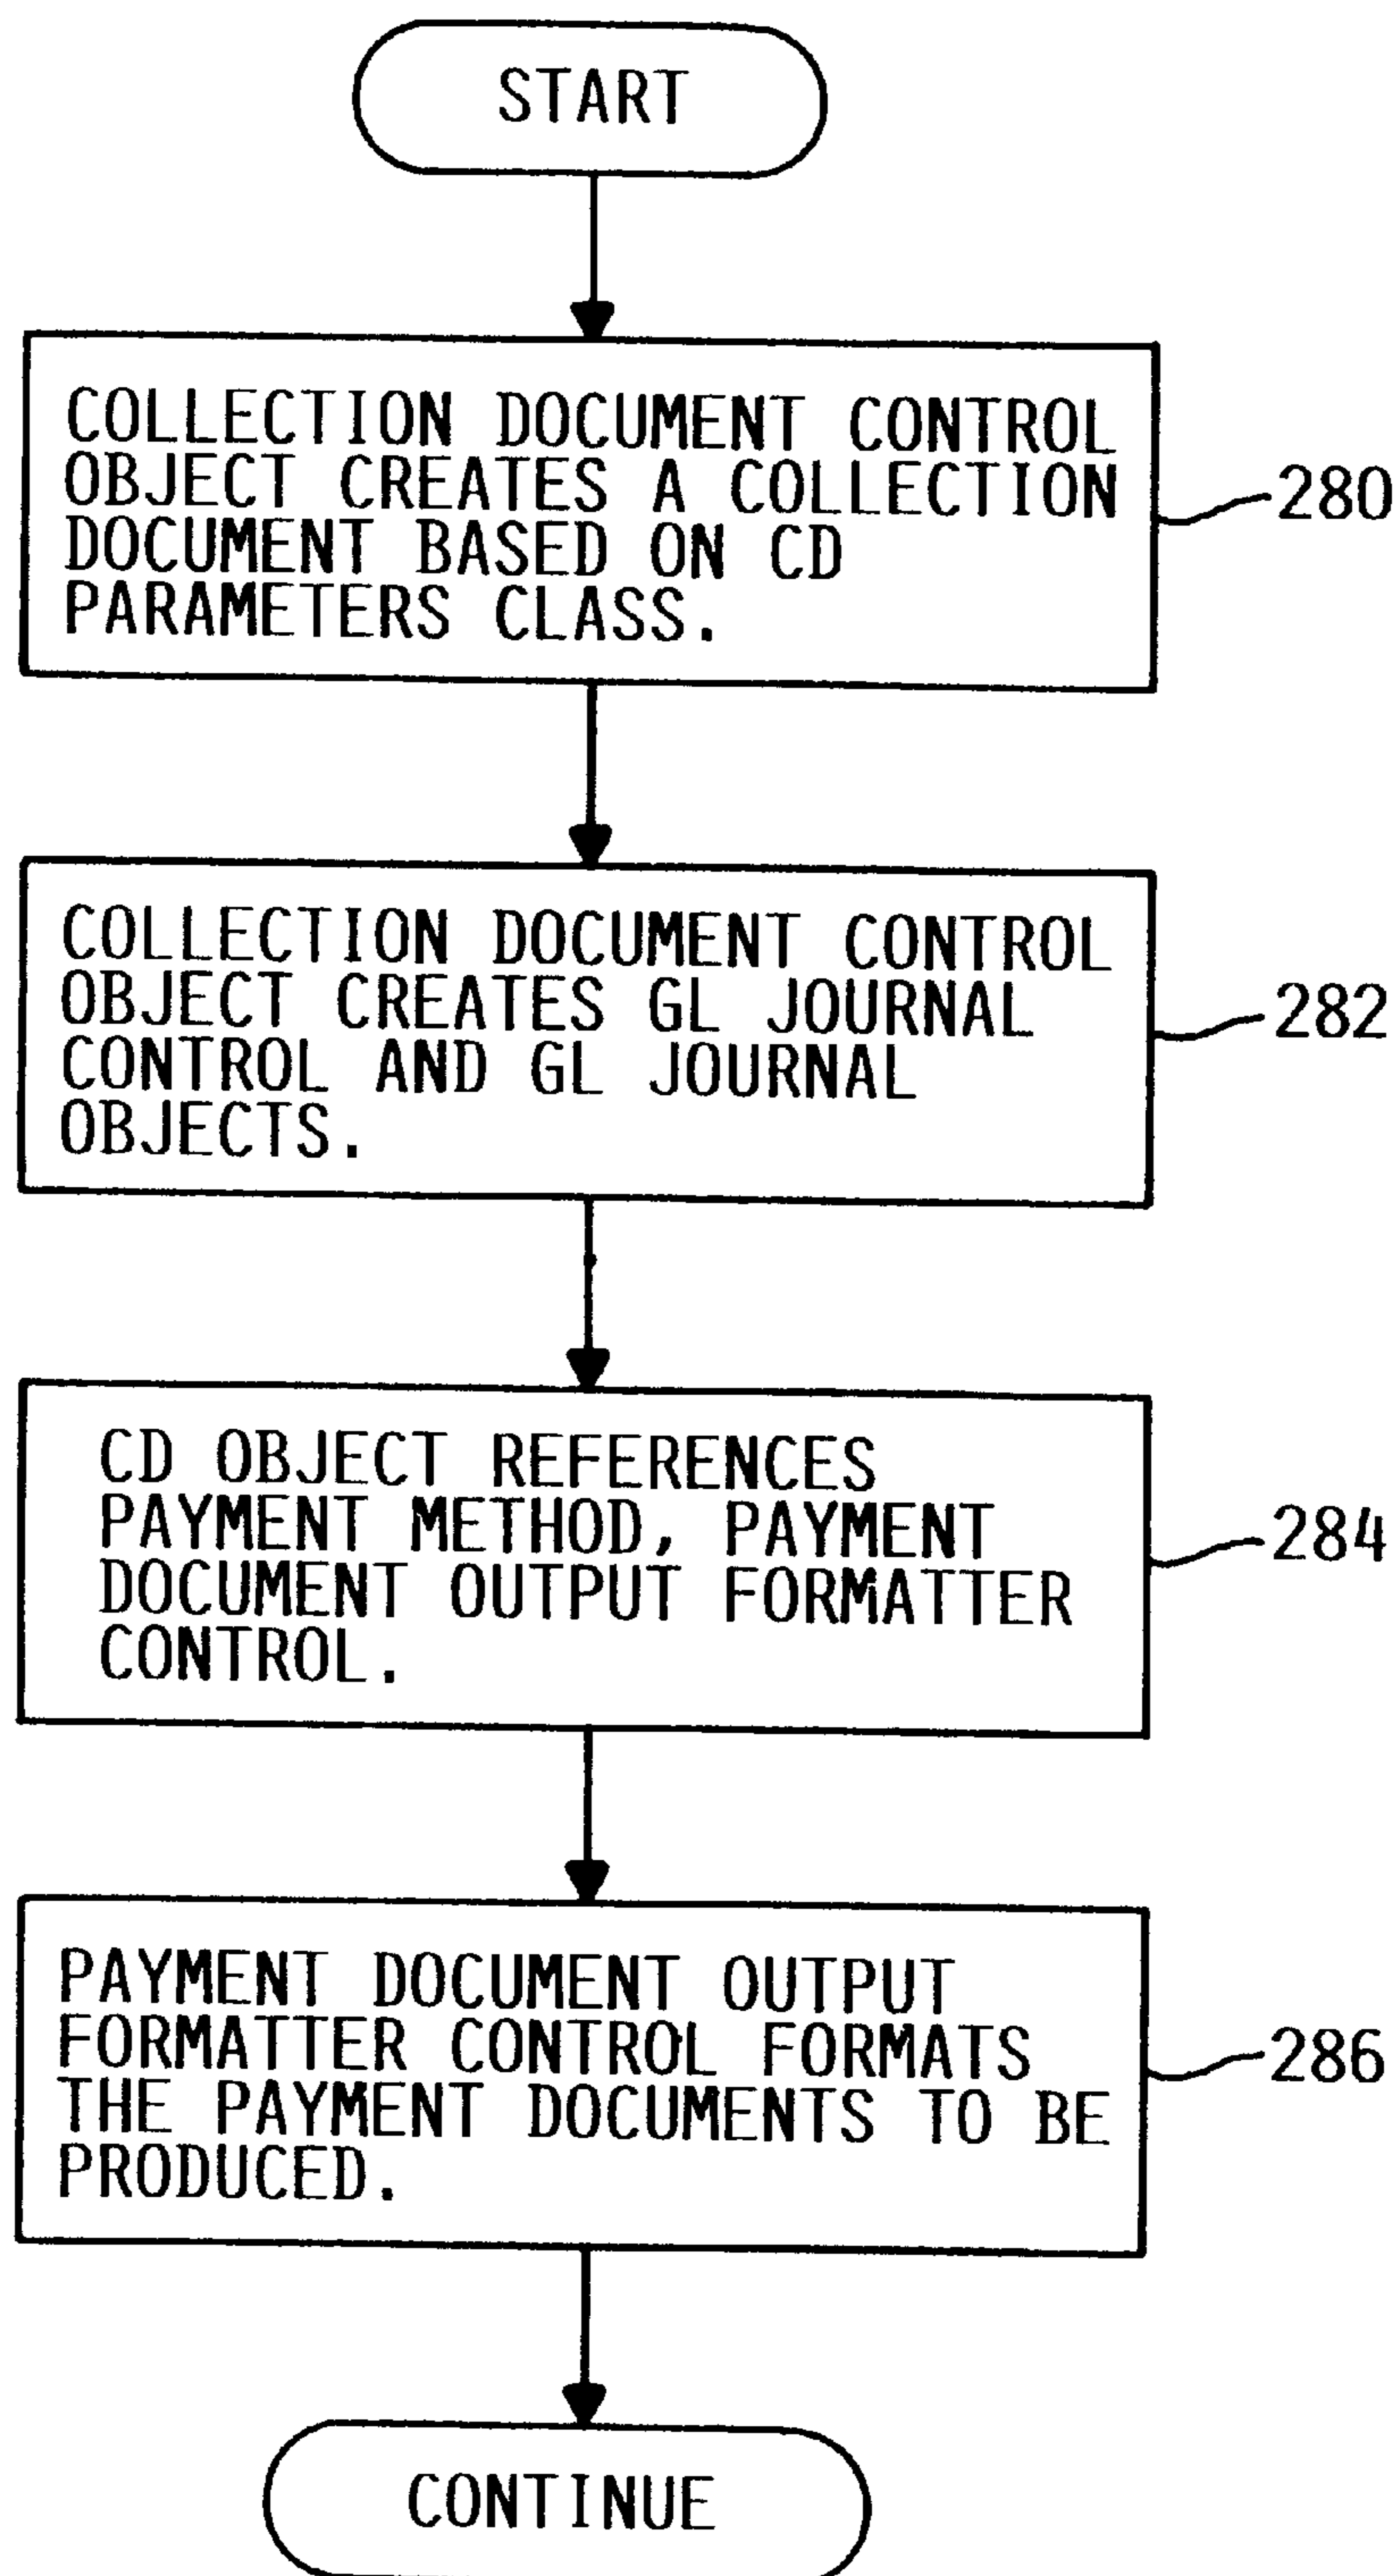 START
COLLECTION DOCUMENT CONTROL
OBJECT CREATES A COLLECTION
DOCUMENT BASED ON CD
PARAMETERS CLASS.
280
COLLECTION DOCUMENT CONTROL
OBJECT CREATES GL JOURNAL
CONTROL AND GL JOURNAL
OBJECTS.
282
CD OBJECT REFERENCES
PAYMENT METHOD, PAYMENT
DOCUMENT OUTPUT FORMATTER
CONTROL.
284
PAYMENT DOCUMENT OUTPUT
FORMATTER CONTROL FORMATS
THE PAYMENT DOCUMENTS TO BE
PRODUCED.
286
CONTINUE